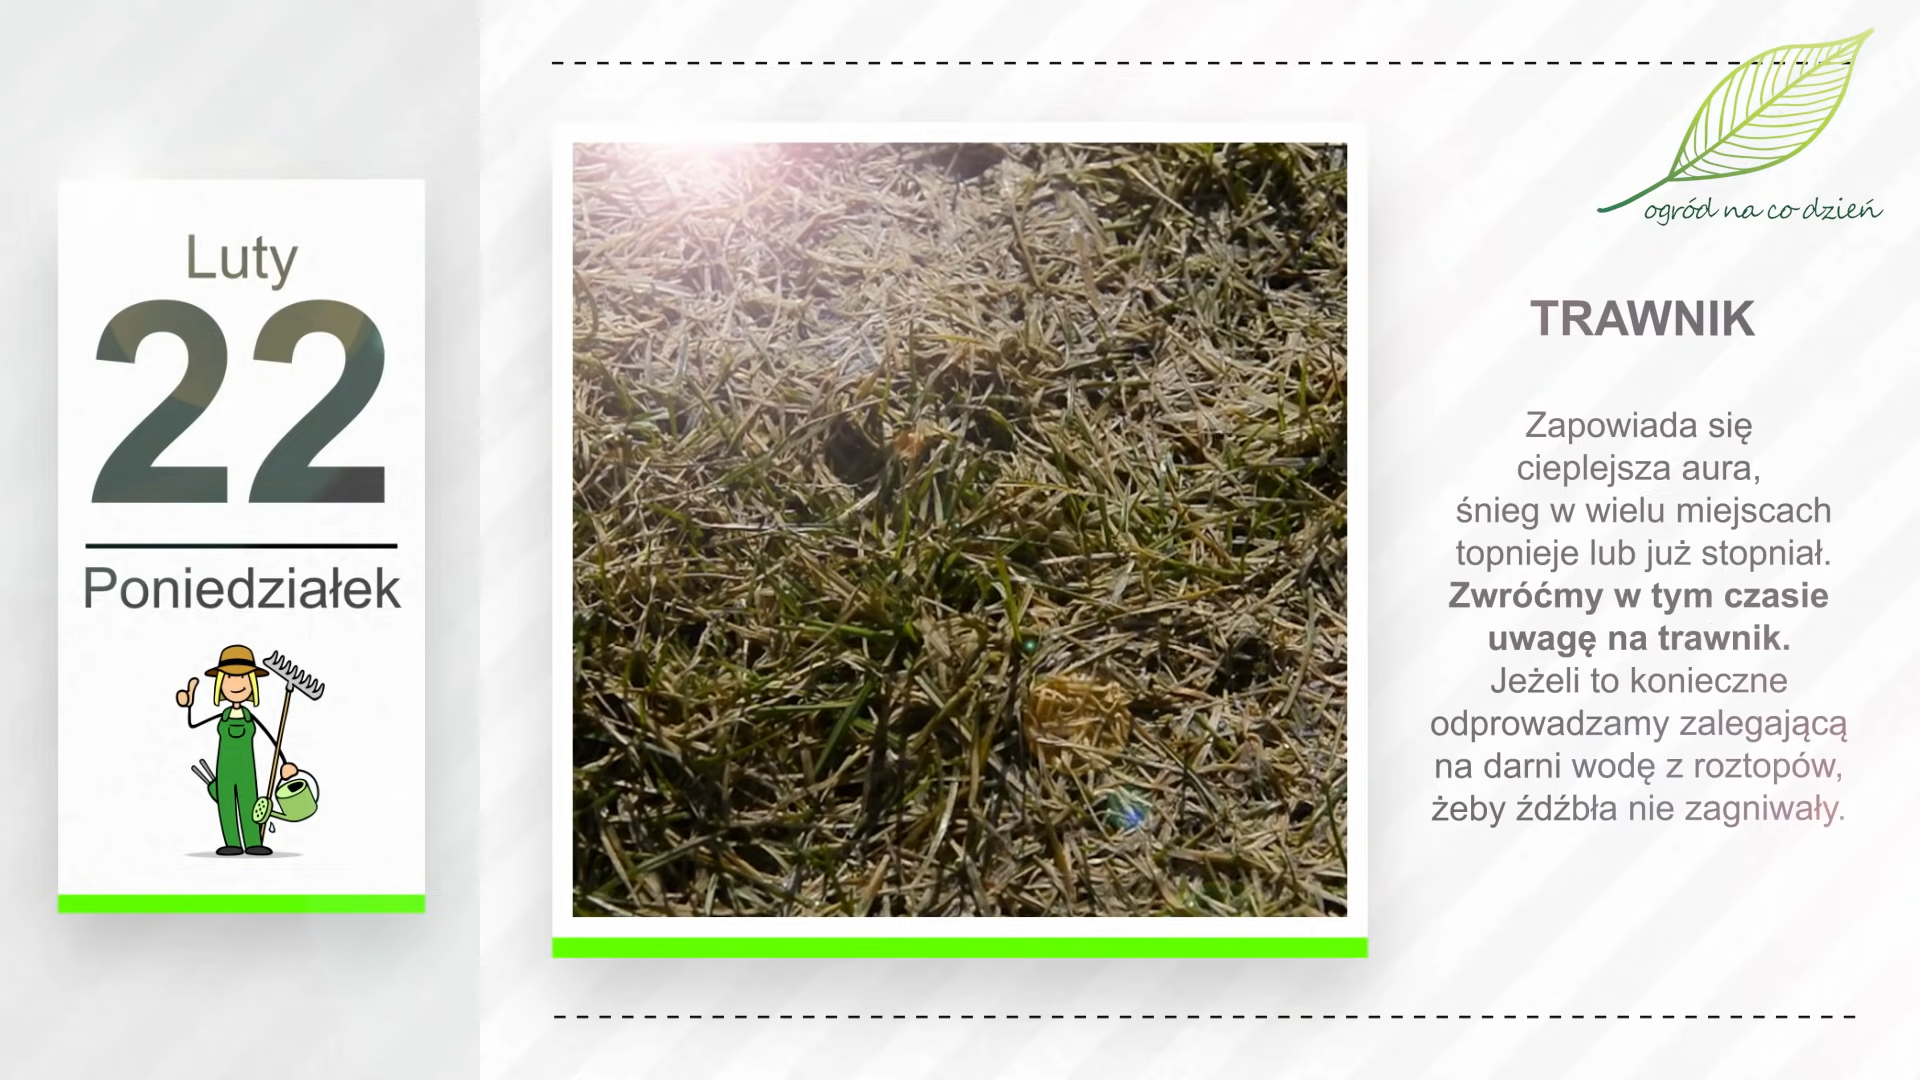 Luty
22
Poniedziałek
ogród na co dzień
TRAWNIK
Zapowiada się
cieplejsza aura,
śnieg w wielu miejscach
topnieje lub już stopniał.
Zwróćmy w tym czasie
uwagę na trawnik.
Jeżeli to konieczne
odprowadzamy zalegającą
na darni wodę z roztopów,
żeby źdźbła nie zagniwały.